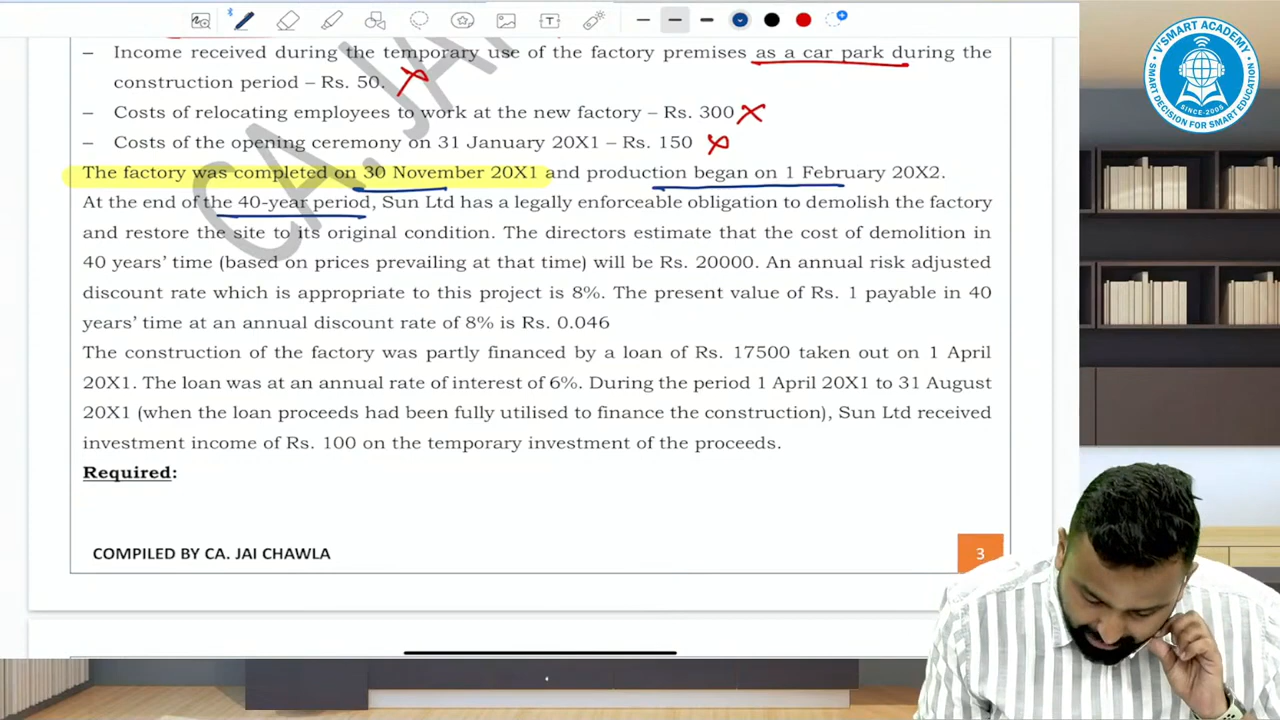 – Income received during the temporary use of the factory premises as a car park during the
construction period – Rs. 50.
– Costs of relocating employees to work at the new factory – Rs. 300
– Costs of the opening ceremony on 31 January 20X1 – Rs. 150
The factory was completed on 30 November 20X1 and production began on 1 February 20X2.
At the end of the 40-year period, Sun Ltd has a legally enforceable obligation to demolish the factory
and restore the site to its original condition. The directors estimate that the cost of demolition in
40 years' time (based on prices prevailing at that time) will be Rs. 20000. An annual risk adjusted
discount rate which is appropriate to this project is 8%. The present value of Rs. 1 payable in 40
years' time at an annual discount rate of 8% is Rs. 0.046
The construction of the factory was partly financed by a loan of Rs. 17500 taken out on 1 April
20X1. The loan was at an annual rate of interest of 6%. During the period 1 April 20X1 to 31 August
20X1 (when the loan proceeds had been fully utilised to finance the construction), Sun Ltd received
investment income of Rs. 100 on the temporary investment of the proceeds.
Required:
COMPILED BY CA. JAI CHAWLA
3
CA. JAI
V'SMART ACADEMY
SINCE-2005
SMART DECISION FOR SMART EDUCATION